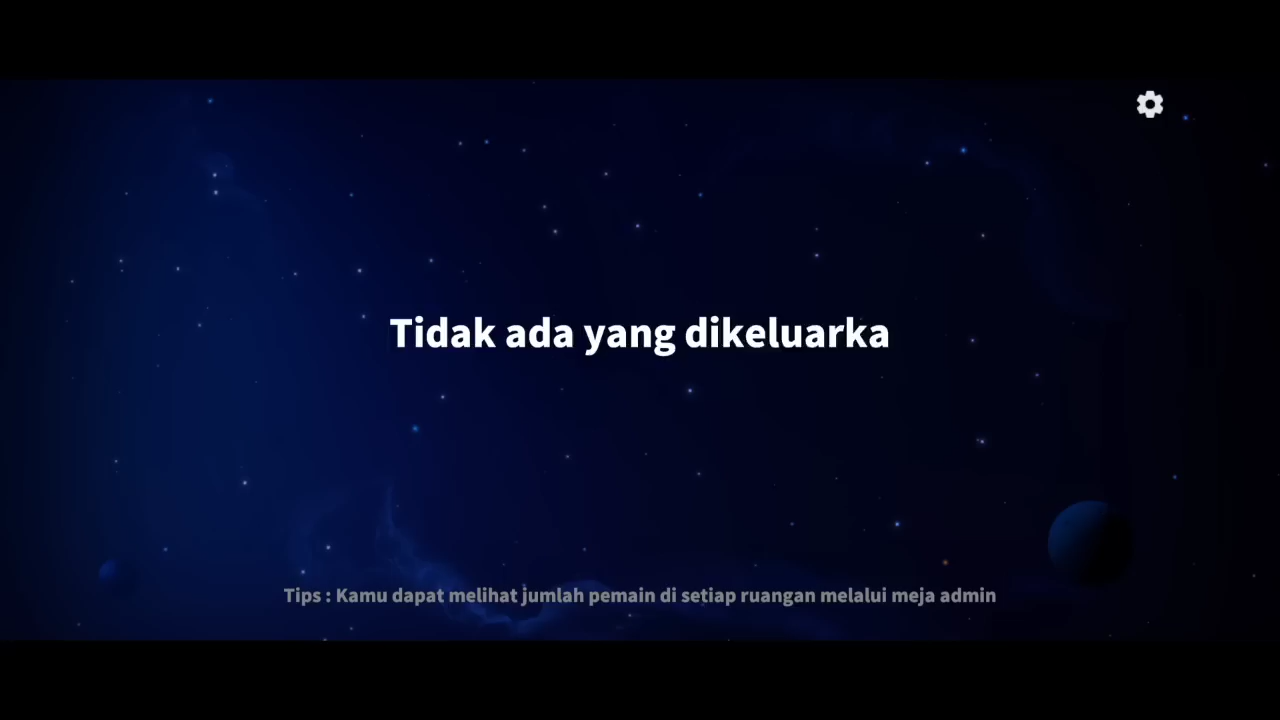 Tidak ada yang dikeluarka
Tips : Kamu dapat melihat jumlah pemain di setiap ruangan melalui meja admin